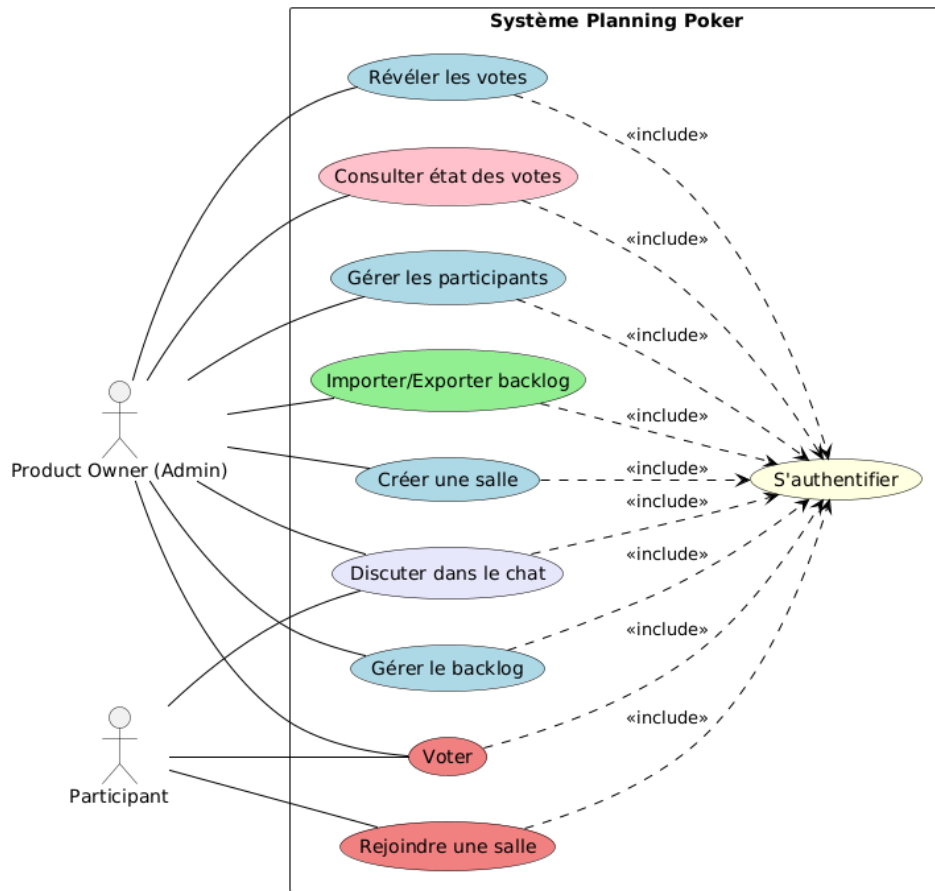 Système Planning Poker
Révéler les votes
«include»
Consulter état des votes
«include»
Gérer les participants
«include»
Importer/Exporter backlog
«include»
Product Owner (Admin)
Créer une salle
«include»
S'authentifier
«include»
Discuter dans le chat
«include»
Gérer le backlog
«include»
Voter
«include»
Participant
Rejoindre une salle